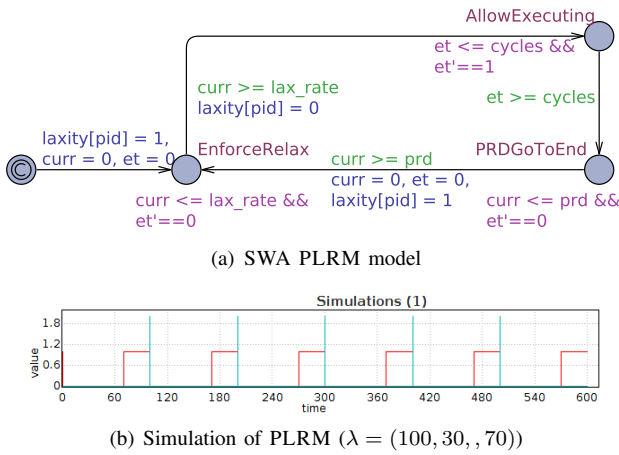 AllowExecuting
et <= cycles &&
et'==1
curr >= lax_rate
laxity[pid] = 0
et >= cycles
laxity[pid] = 1,
curr = 0, et = 0
C
EnforceRelax
curr >= prd
curr = 0, et = 0,
laxity[pid] = 1
PRDGoToEnd
curr <= lax_rate &&
et'==0
curr <= prd &&
et'==0
(a) SWA PLRM model
Simulations (1)
value
1.8
1.2
0.6
0
0 60 120 180 240 300 360 420 480 540 600
time
(b) Simulation of PLRM (λ = (100, 30, , 70))